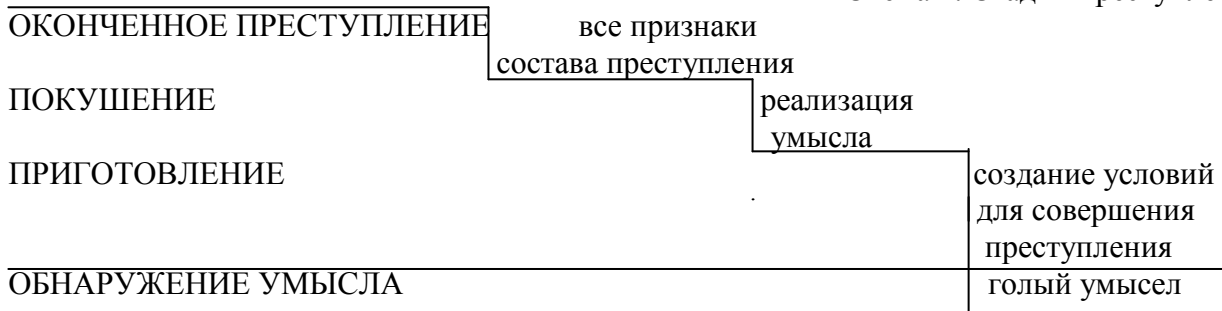 ОКОНЧЕННОЕ ПРЕСТУПЛЕНИЕ все признаки
состава преступления
ПОКУШЕНИЕ реализация
умысла
ПРИГОТОВЛЕНИЕ создание условий
для совершения
преступления
ОБНАРУЖЕНИЕ УМЫСЛА голый умысел